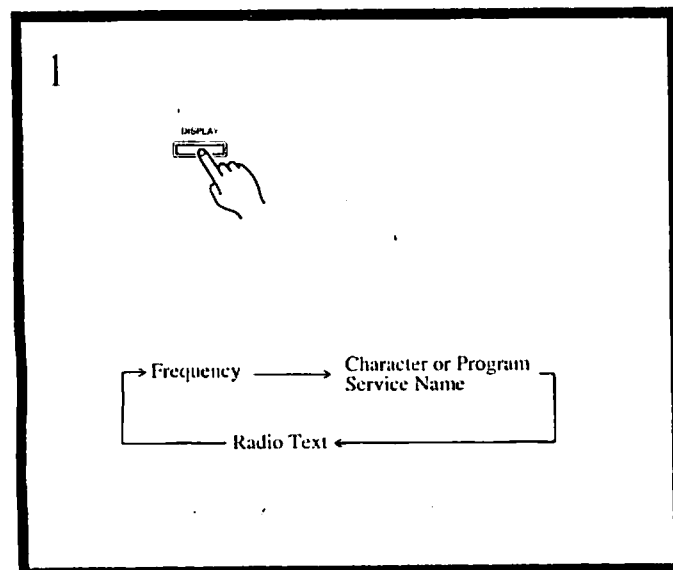 1
DISPLAY
Frequency
Character or Program
Service Name
Radio Text